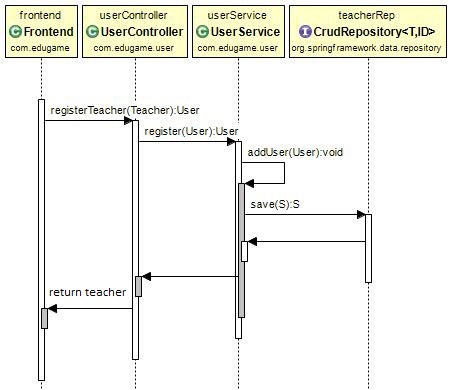 frontend
Frontend
com.edugame
userController
UserController
com.edugame.user
userService
UserService
com.edugame.user
teacherRep
CrudRepository<T,ID>
org.springframework.data.repository
registerTeacher(Teacher):User
register(User):User
addUser(User):void
save(S):S
return teacher